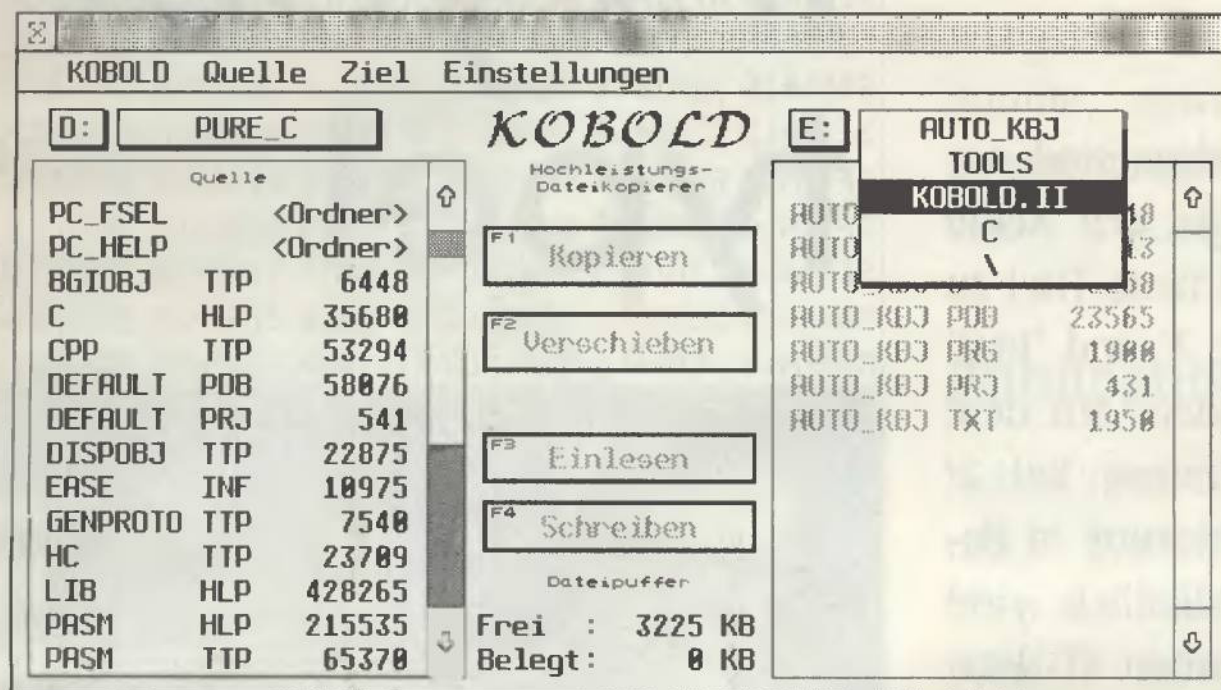 KOBOLD Quelle Ziel Einstellungen
D: PURE_C
Quelle
PC_FSEL <Ordner>
PC_HELP <Ordner>
BGIOBJ TTP 6448
C HLP 35680
CPP TTP 53294
DEFAULT PDB 58076
DEFAULT PRJ 541
DISPOBJ TTP 22875
EASE INF 10975
GENPROTO TTP 7540
HC TTP 23709
LIB HLP 428265
PASM HLP 215535
PASM TTP 65370
KOBOLD
Hochleistungs-
Dateikopierer
F1 Kopieren
F2 Verschieben
F3 Einlesen
F4 Schreiben
Dateipuffer
Frei : 3225 KB
Belegt: 0 KB
E: AUTO_KBJ
TOOLS
KOBOLD.II
C
\
AUTO_KBJ PDB 23565
AUTO_KBJ PRG 1900
AUTO_KBJ PRJ 431
AUTO_KBJ TXT 1950